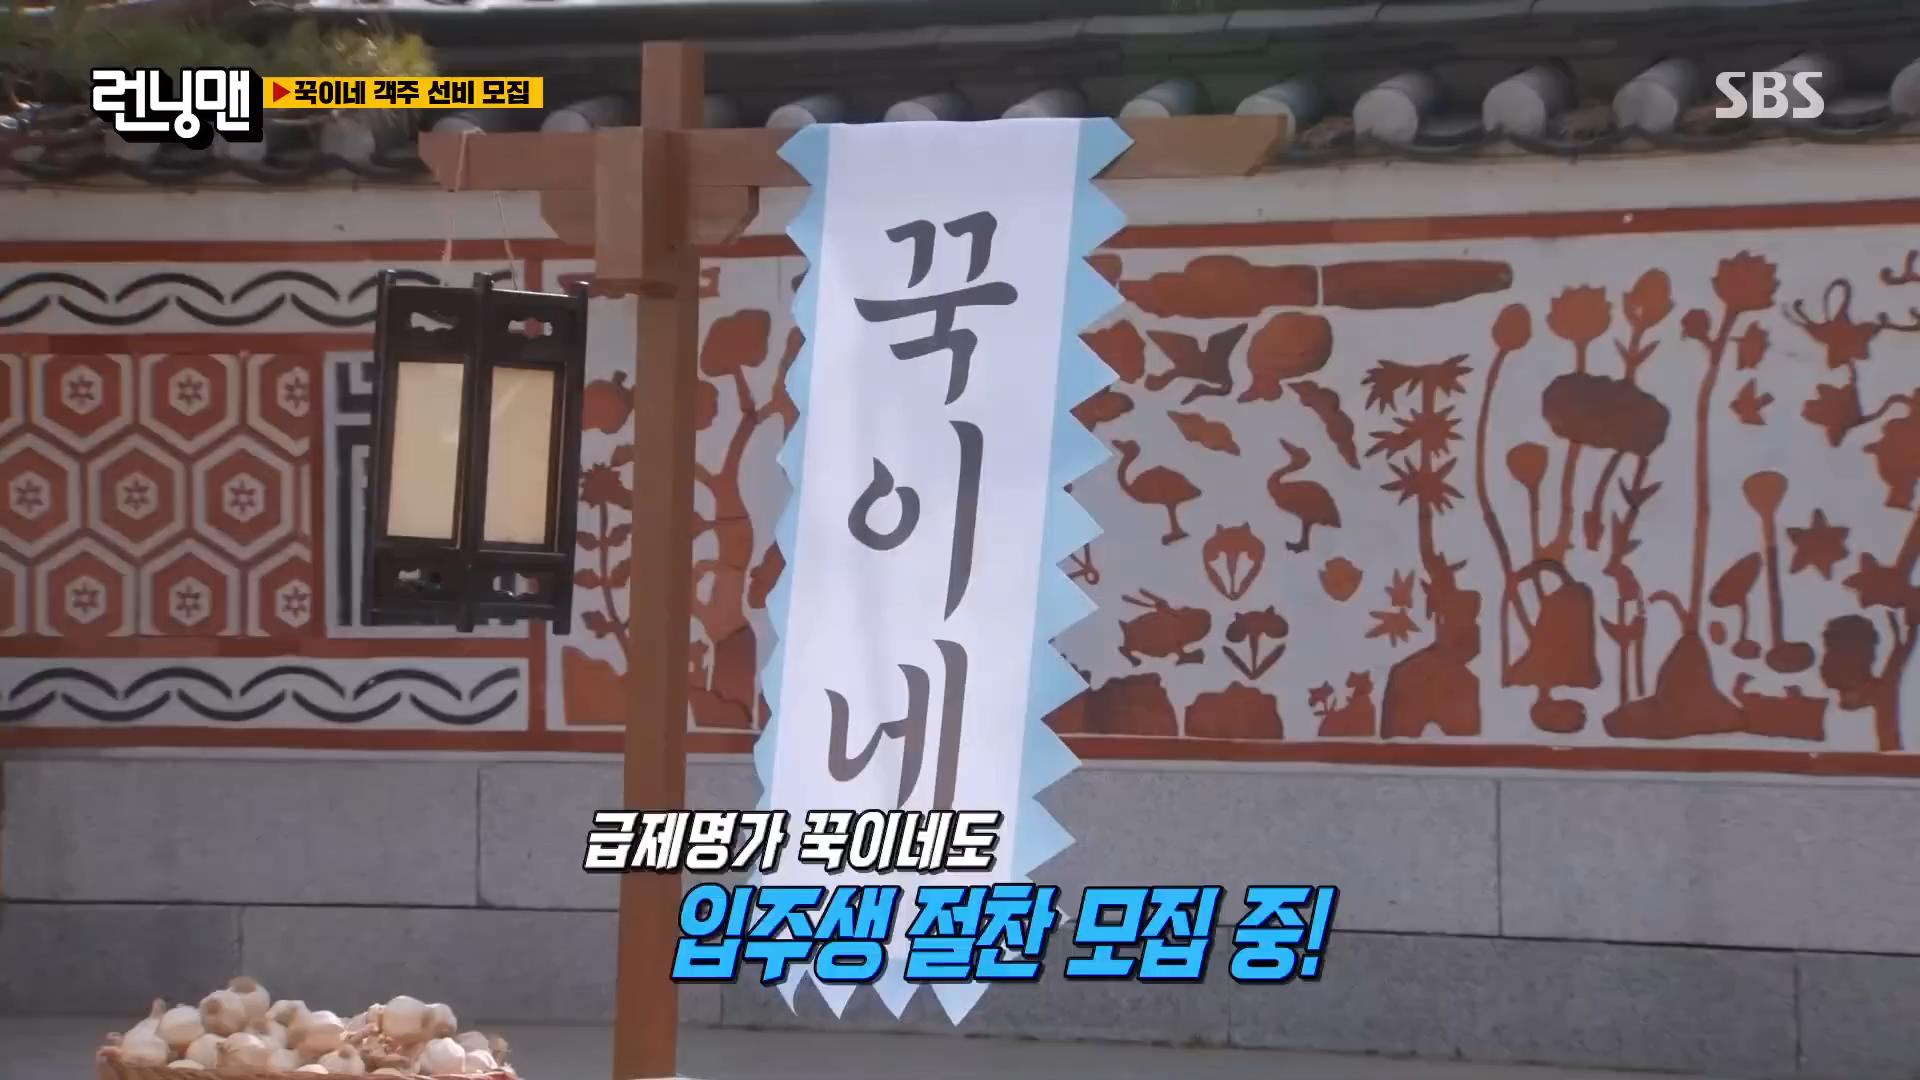 런닝맨
▶꾹이네 객주 선비 모집
SBS
꾹이네
급제명가 꾹이네도
입주생 절찬 모집 중!